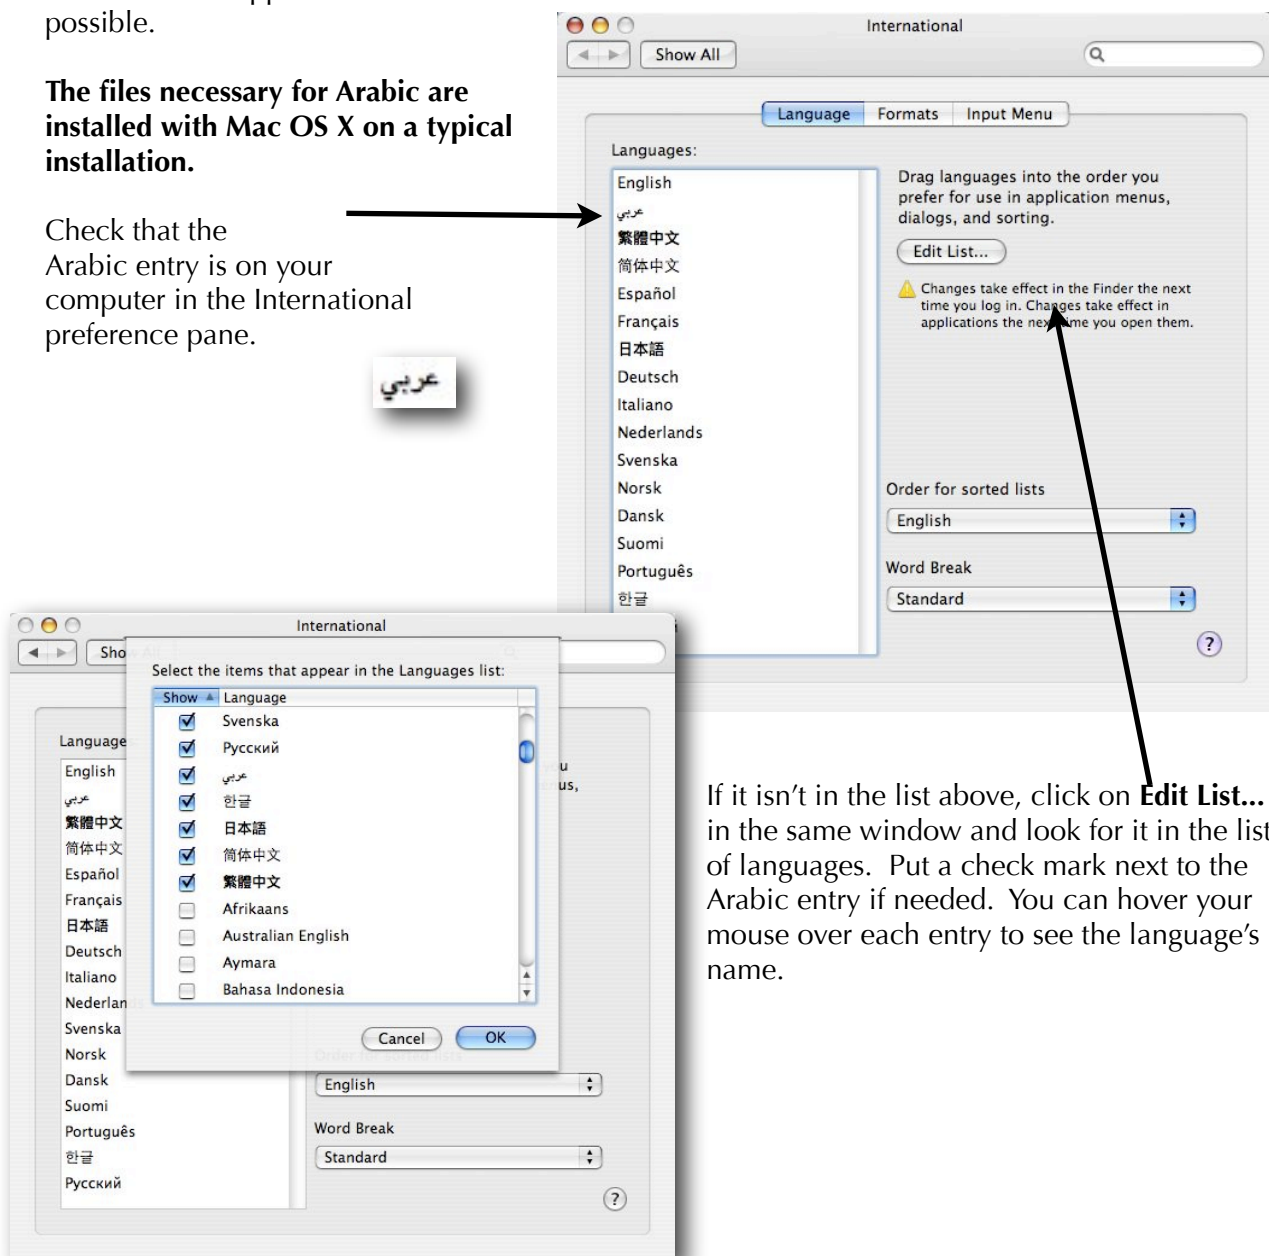 possible.
The files necessary for Arabic are
installed with Mac OS X on a typical
installation.
Check that the
Arabic entry is on your
computer in the International
preference pane.
عربي
International
Show All
Language Formats Input Menu
Languages:
English
عربي
繁體中文
简体中文
Español
Français
日本語
Deutsch
Italiano
Nederlands
Svenska
Norsk
Dansk
Suomi
Português
한글
Drag languages into the order you
prefer for use in application menus,
dialogs, and sorting.
Edit List...
Changes take effect in the Finder the next
time you log in. Changes take effect in
applications the next time you open them.
Order for sorted lists
English
Word Break
Standard
?
International
Sho
Select the items that appear in the Languages list:
Show Language
Svenska
Русский
عربي
한글
日本語
简体中文
繁體中文
Afrikaans
Australian English
Aymara
Bahasa Indonesia
Cancel OK
Language
English
عربي
繁體中文
简体中文
Español
Français
日本語
Deutsch
Italiano
Nederlan
Svenska
Norsk
Dansk
Suomi
Português
한글
Русский
Order for sorted lists
English
Word Break
Standard
?
If it isn’t in the list above, click on Edit List...
in the same window and look for it in the list
of languages. Put a check mark next to the
Arabic entry if needed. You can hover your
mouse over each entry to see the language’s
name.